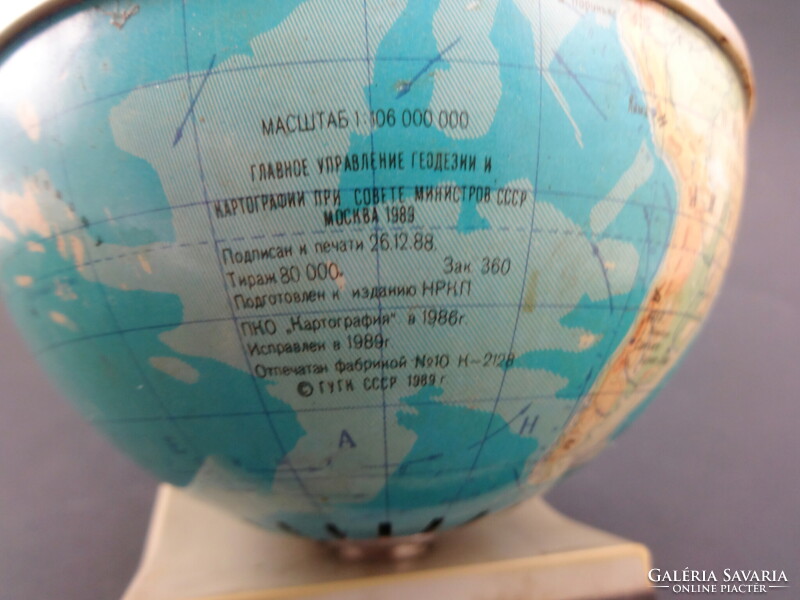 МАСШТАБ 1:106 000 000
ГЛАВНОЕ УПРАВЛЕНИЕ ГЕОДЕЗИИ И
КАРТОГРАФИИ ПРИ СОВЕТЕ МИНИСТРОВ СССР
МОСКВА 1989
Подписан к печати 26.12.88.
Тираж 80 000. Зак 360
Подготовлен к изданию НРКП
ПКО „Картография" в 1986г.
Исправлен в 1989г
Отпечатан фабрикой №10 Н-2128
© ГУГК СССР 1989 г
А
Н
GALÉRIA SAVARIA
ONLINE PIACTÉR